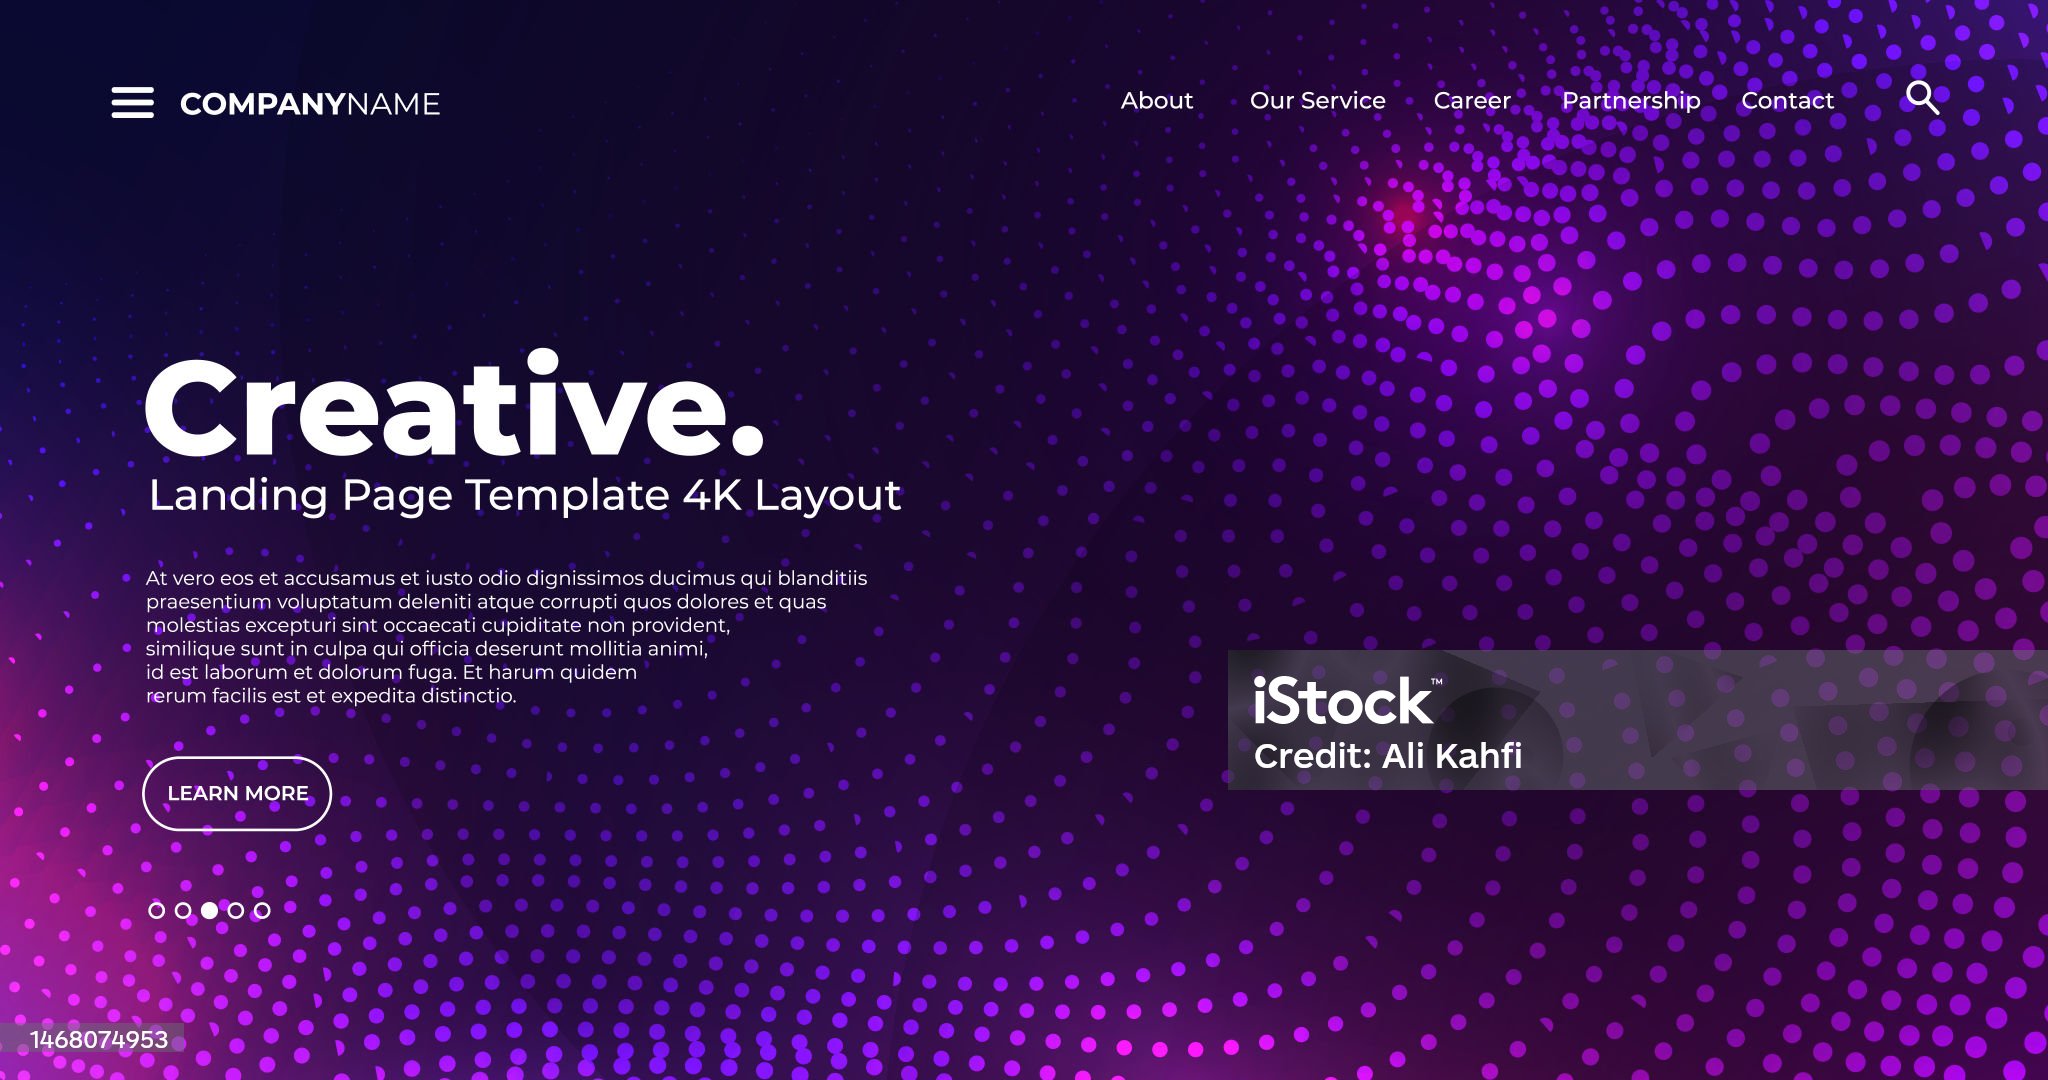 COMPANYNAME
About Our Service Career Partnership Contact
Creative.
Landing Page Template 4K Layout
At vero eos et accusamus et iusto odio dignissimos ducimus qui blanditiis
praesentium voluptatum deleniti atque corrupti quos dolores et quas
molestias excepturi sint occaecati cupiditate non provident,
similique sunt in culpa qui officia deserunt mollitia animi,
id est laborum et dolorum fuga. Et harum quidem
rerum facilis est et expedita distinctio.
iStock™
Credit: Ali Kahfi
LEARN MORE
1468074953